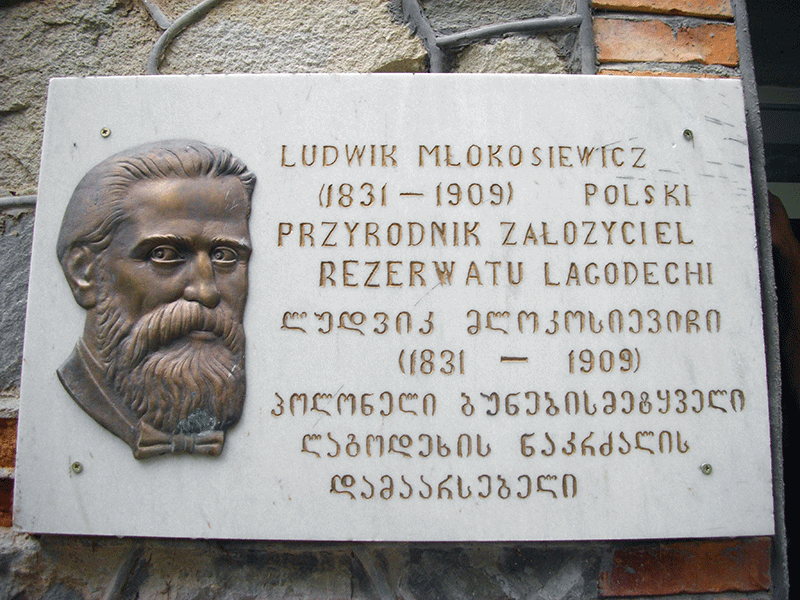 LUDWIK MŁOKOSIEWICZ
(1831 – 1909) POLSKI
PRZYRODNIK ZAŁOZYCIEL
REZERWATU LAGODECHI
ლუდვიკ მლოკოსიევიჩი
(1831 – 1909)
პოლონელი ბუნებისმეტყველი
ლაგოდეხის ნაკრძალის
დამაარსებელი